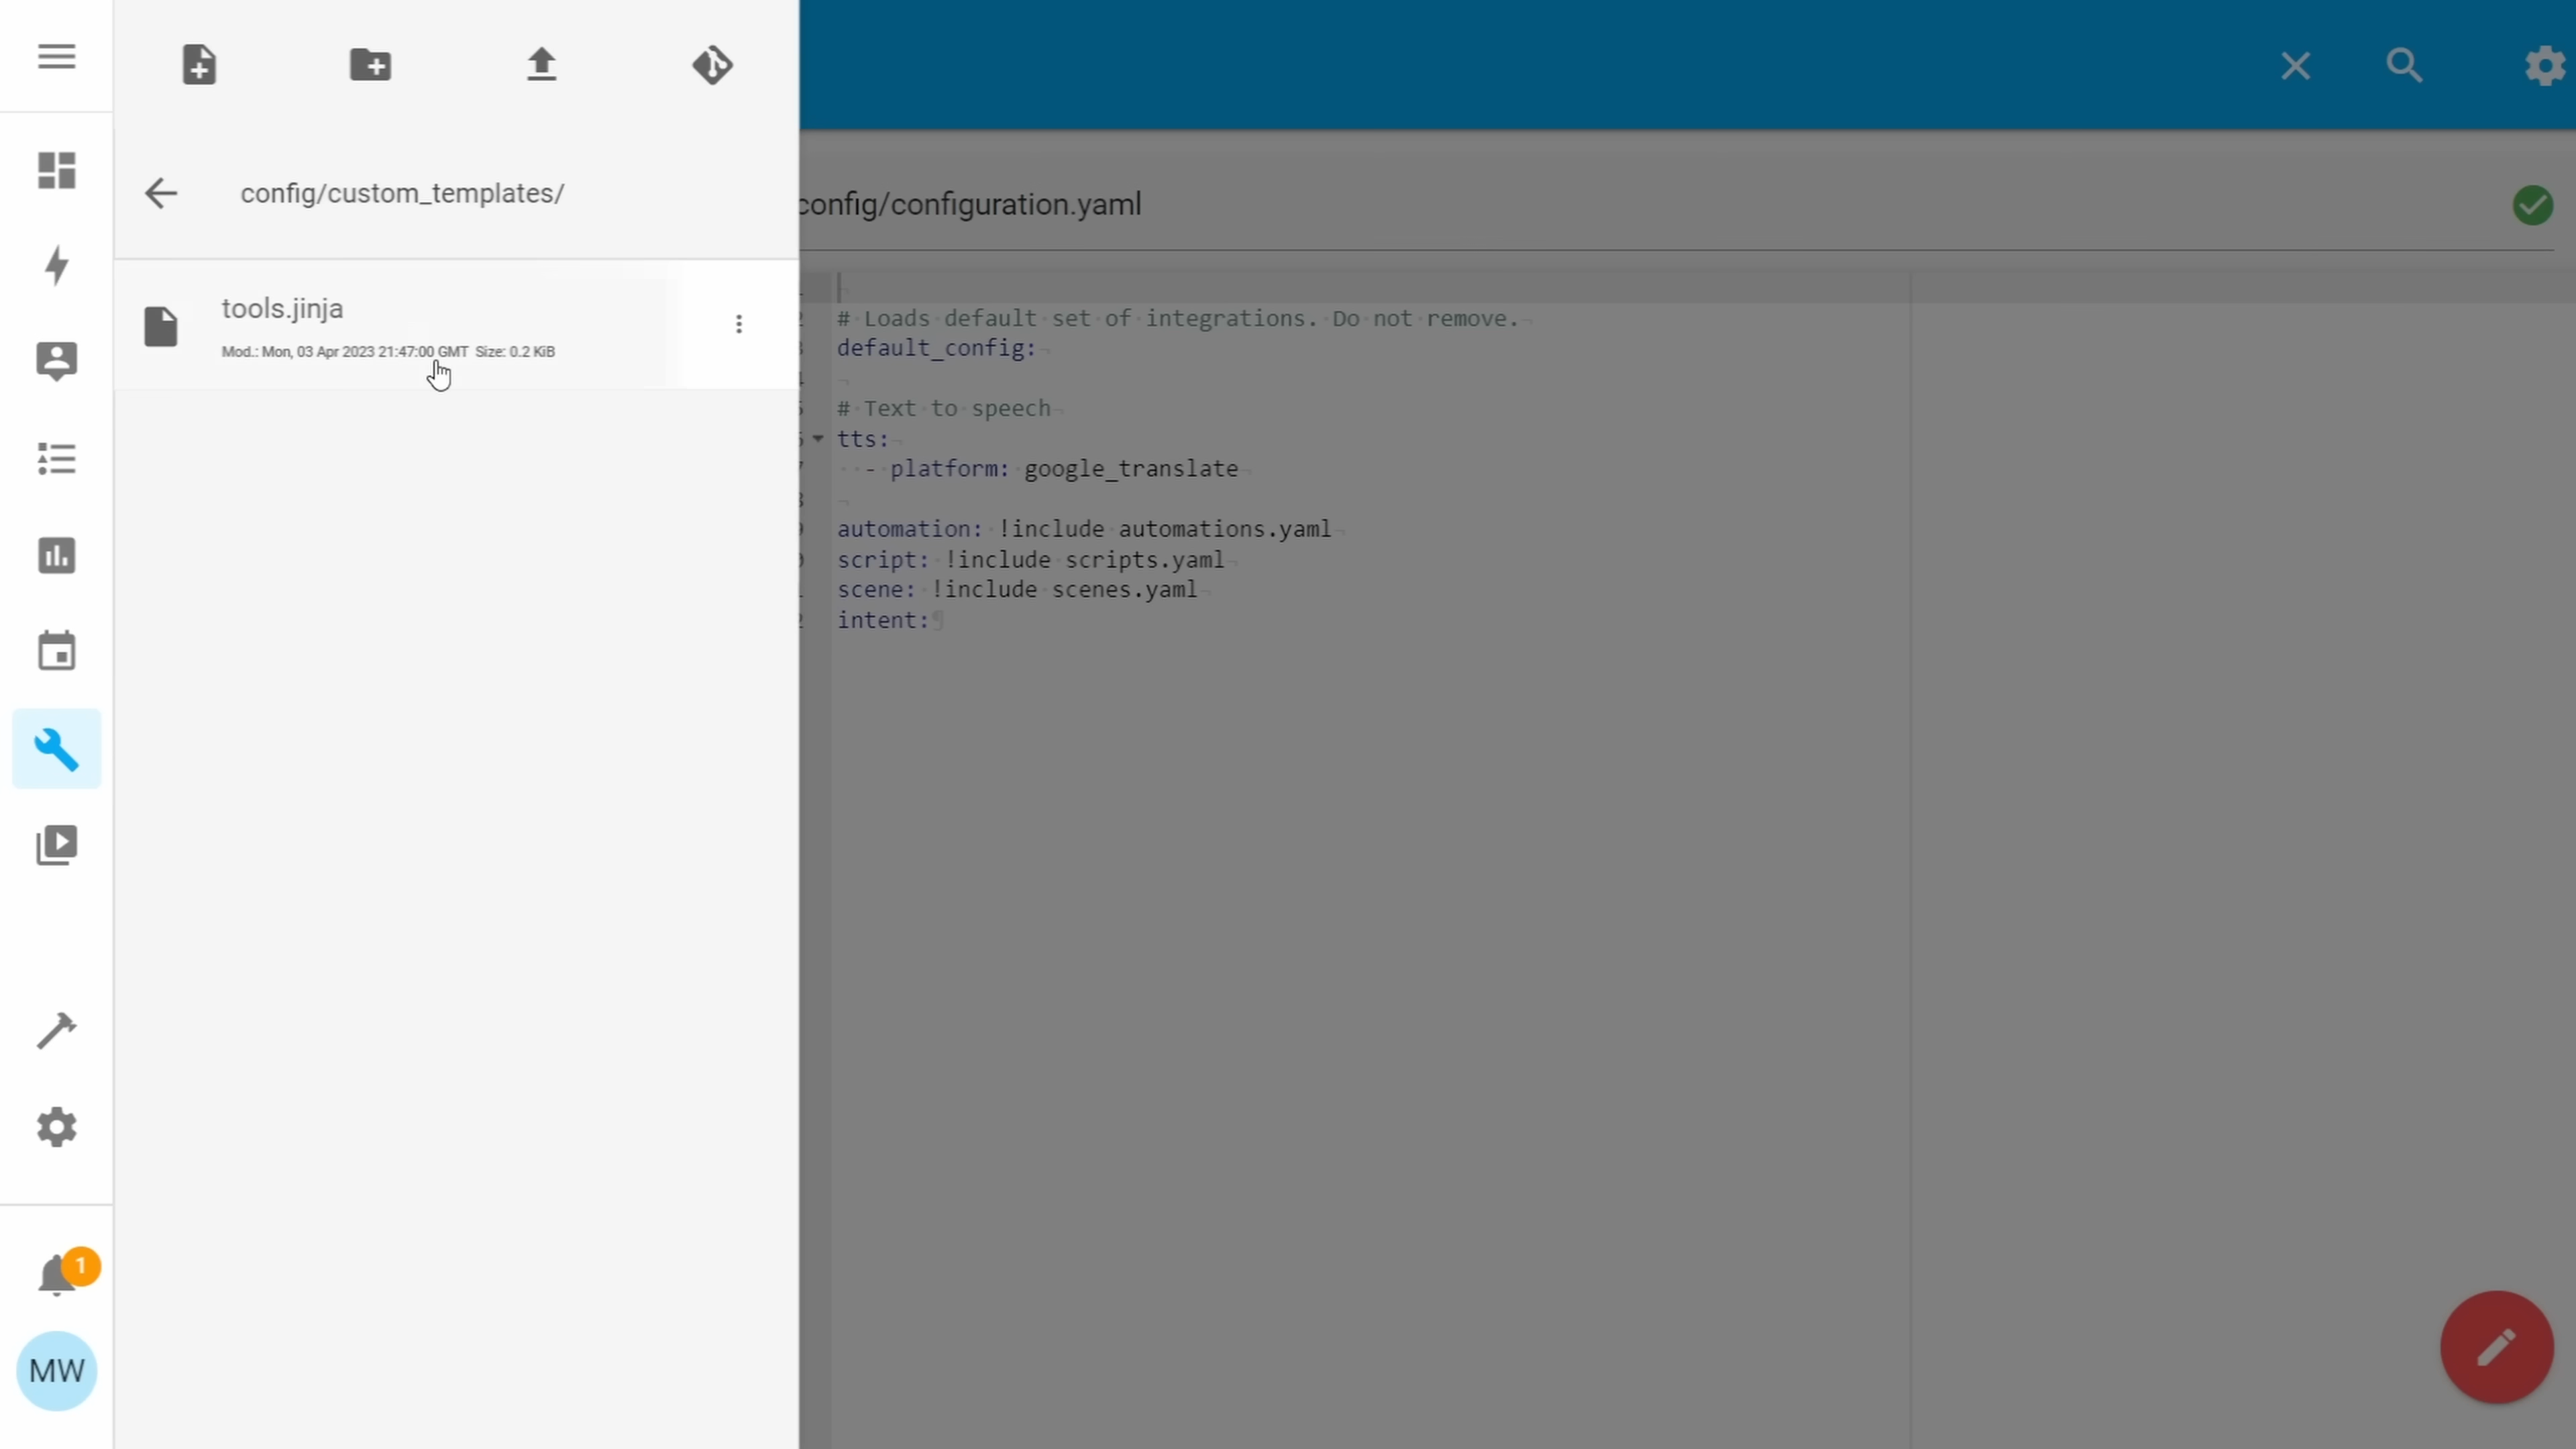 config/custom_templates/
tools.jinja
Mod.: Mon, 03 Apr 2023 21:47:00 GMT Size: 0.2 KiB
config/configuration.yaml
# Loads default set of integrations. Do not remove.
default_config:
# Text to speech
tts:
- platform: google_translate
automation: !include automations.yaml
script: !include scripts.yaml
scene: !include scenes.yaml
intent:
1
MW